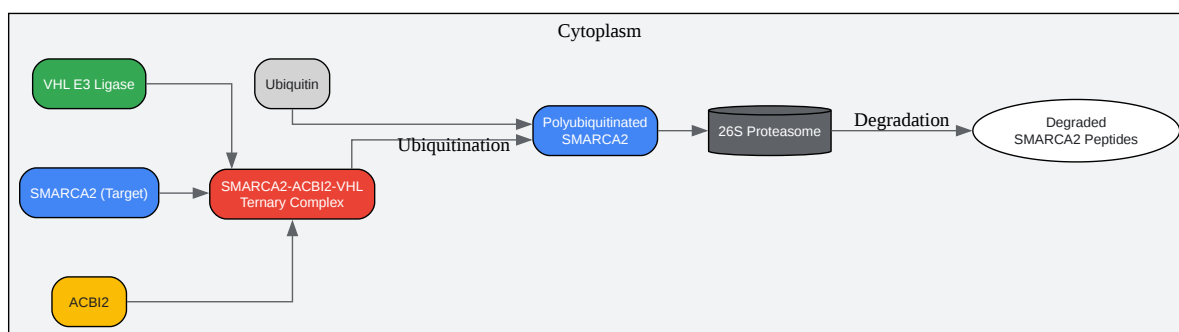 Cytoplasm
VHL E3 Ligase
Ubiquitin
SMARCA2 (Target)
SMARCA2-ACBI2-VHL
Ternary Complex
ACBI2
Ubiquitination
Polyubiquitinated
SMARCA2
26S Proteasome
Degradation
Degraded
SMARCA2 Peptides